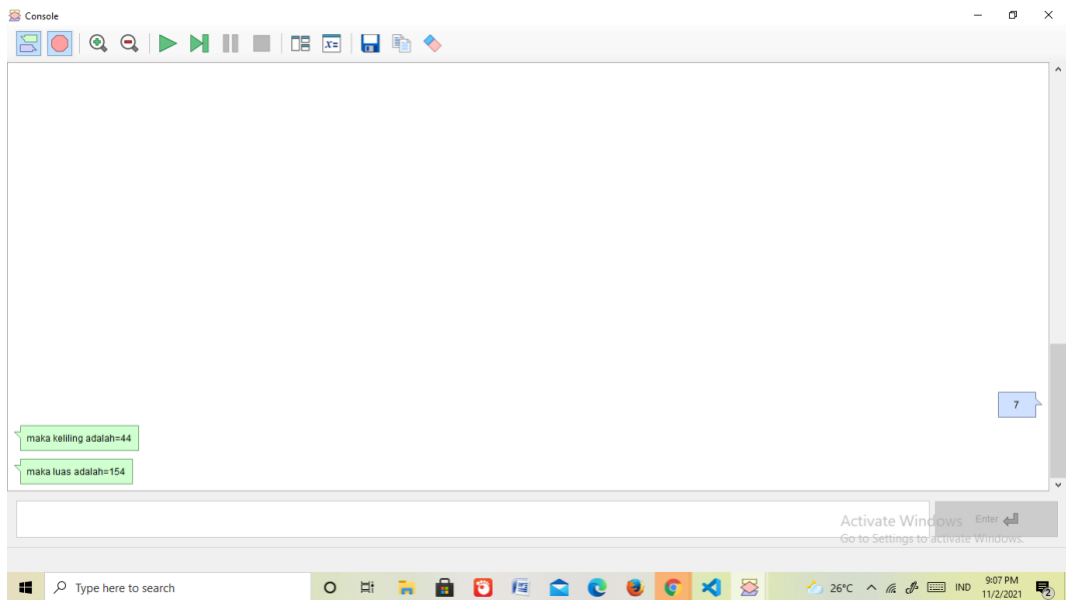 Console
x=
7
maka keliling adalah=44
maka luas adalah=154
Enter
Activate Windows
Go to Settings to activate Windows.
Type here to search
26°C
IND
9:07 PM
11/2/2021
2